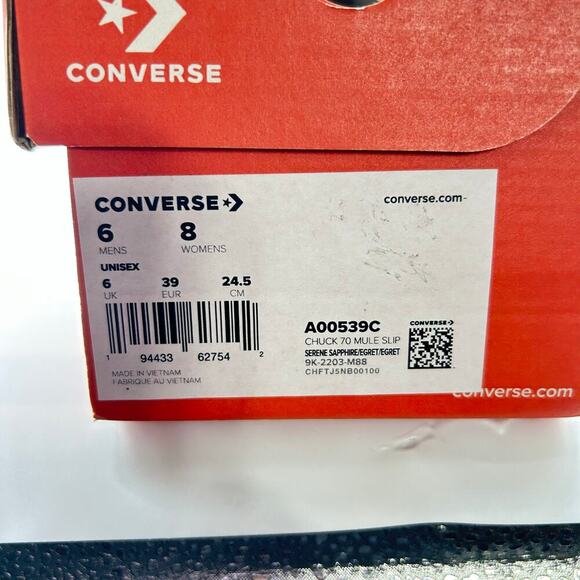 CONVERSE
CONVERSE
converse.com
6 8
MENS WOMENS
UNISEX
6 39 24.5
UK EUR CM
1 94433 62754 2
MADE IN VIETNAM
FABRIQUE AU VIETNAM
A00539C
CHUCK 70 MULE SLIP
SERENE SAPPHIRE/EGRET/EGRET
9K-2203-M88
CHFTJ5NB00100
CONVERSE
converse.com